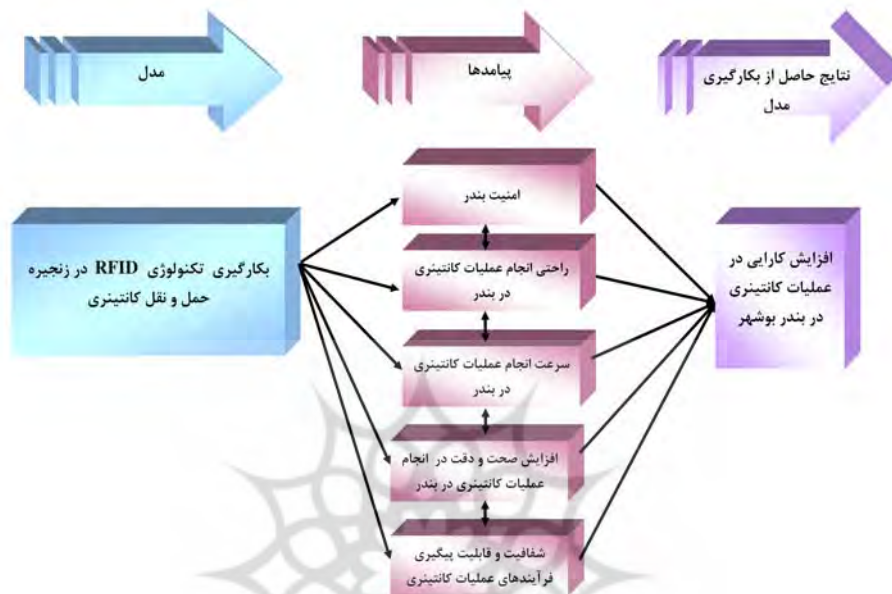 مدل
پیامدها
نتایج حاصل از بکارگیری
مدل
بکارگیری تکنولوژی RFID در زنجیره
حمل و نقل کانتینری
امنیت بندر
راحتی انجام عملیات کانتینری
در بندر
سرعت انجام عملیات کانتینری
در بندر
افزایش صحت و دقت در انجام
عملیات کانتینری در بندر
شفافیت و قابلیت پیگیری
فرآیندهای عملیات کانتینری
افزایش کارایی در
عملیات کانتینری
در بندر بوشهر